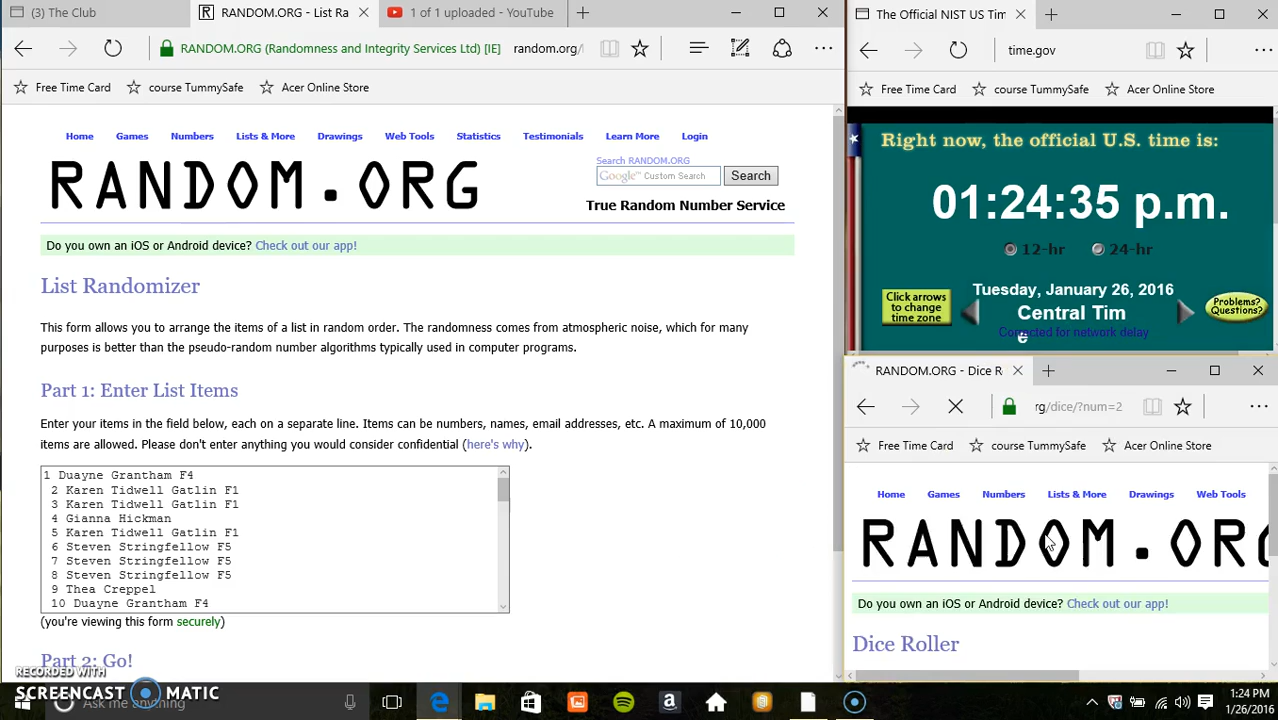 (3) The Club
RANDOM.ORG - List Ra
1 of 1 uploaded - YouTube
RANDOM.ORG (Randomness and Integrity Services Ltd) [IE] random.org/
Free Time Card course TummySafe Acer Online Store
Home Games Numbers Lists & More Drawings Web Tools Statistics Testimonials Learn More Login
RANDOM.ORG
Search RANDOM.ORG
Google™ Custom Search Search
True Random Number Service
Do you own an iOS or Android device? Check out our app!
List Randomizer
This form allows you to arrange the items of a list in random order. The randomness comes from atmospheric noise, which for many
purposes is better than the pseudo-random number algorithms typically used in computer programs.
Part 1: Enter List Items
Enter your items in the field below, each on a separate line. Items can be numbers, names, email addresses, etc. A maximum of 10,000
items are allowed. Please don't enter anything you would consider confidential (here's why).
1 Duayne Grantham F4
2 Karen Tidwell Gatlin F1
3 Karen Tidwell Gatlin F1
4 Gianna Hickman
5 Karen Tidwell Gatlin F1
6 Steven Stringfellow F5
7 Steven Stringfellow F5
8 Steven Stringfellow F5
9 Thea Creppel
10 Duayne Grantham F4
(you're viewing this form securely)
Part 2: Go!
The Official NIST US Tim
time.gov
Free Time Card course TummySafe Acer Online Store
Right now, the official U.S. time is:
01:24:35 p.m.
12-hr 24-hr
Click arrows
to change
time zone
Tuesday, January 26, 2016
Central Tim
e
Corrected for network delay
Problems?
Questions?
RANDOM.ORG - Dice R
rg/dice/?num=2
Free Time Card course TummySafe Acer Online Store
Home Games Numbers Lists & More Drawings Web Tools
RANDOM.ORG
Do you own an iOS or Android device? Check out our app!
Dice Roller
RECORDED WITH
SCREENCAST MATIC
Ask me anything
1:24 PM
1/26/2016